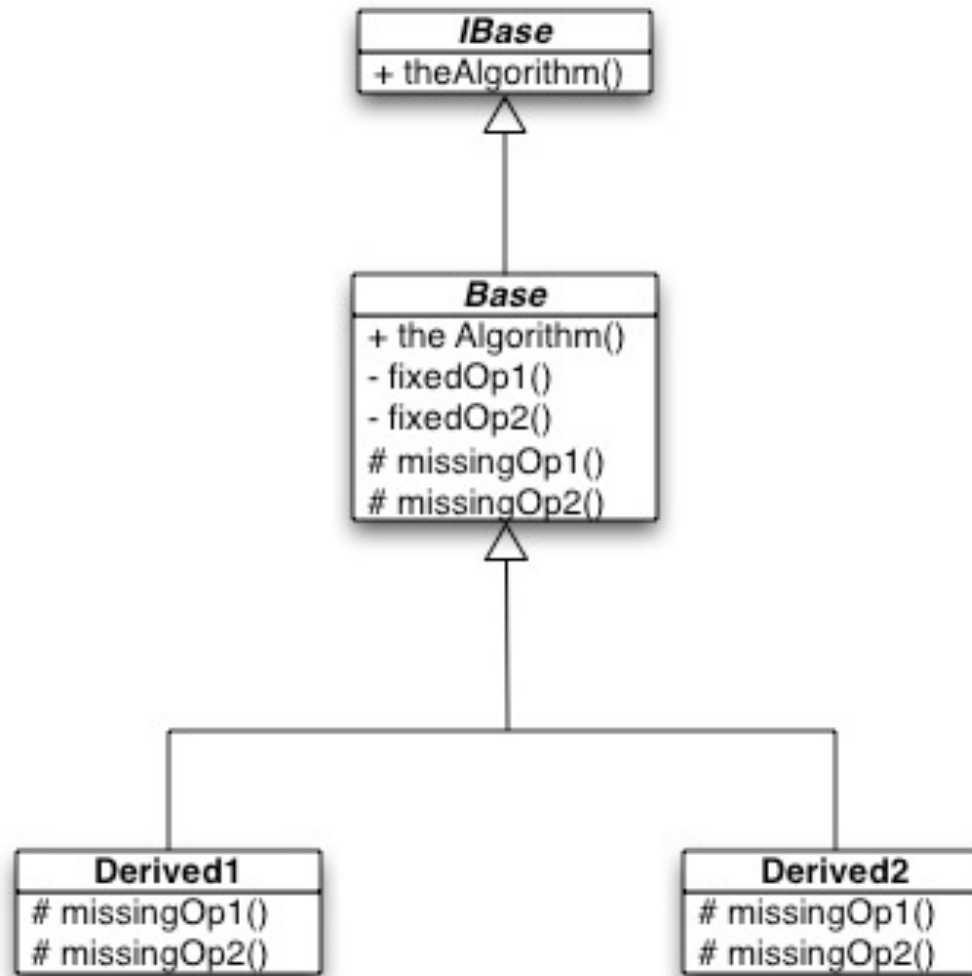 IBase
+ theAlgorithm()
Base
+ the Algorithm()
- fixedOp1()
- fixedOp2()
# missingOp1()
# missingOp2()
Derived1
# missingOp1()
# missingOp2()
Derived2
# missingOp1()
# missingOp2()